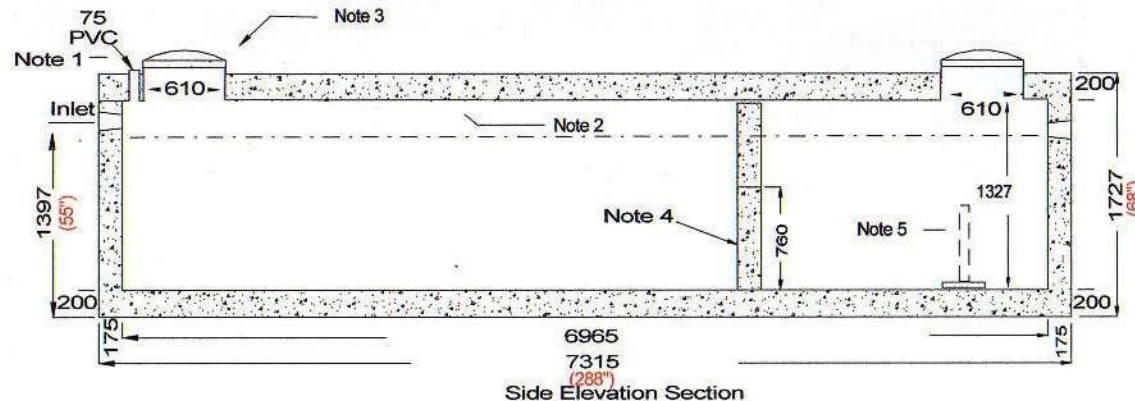 75
PVC
Note 3
Note 1
610
200
Inlet
Note 2
610
1397
(55")
1327
1727
(68")
Note 4
760
Note 5
200
200
175
6965
175
7315
(288")
Side Elevation Section